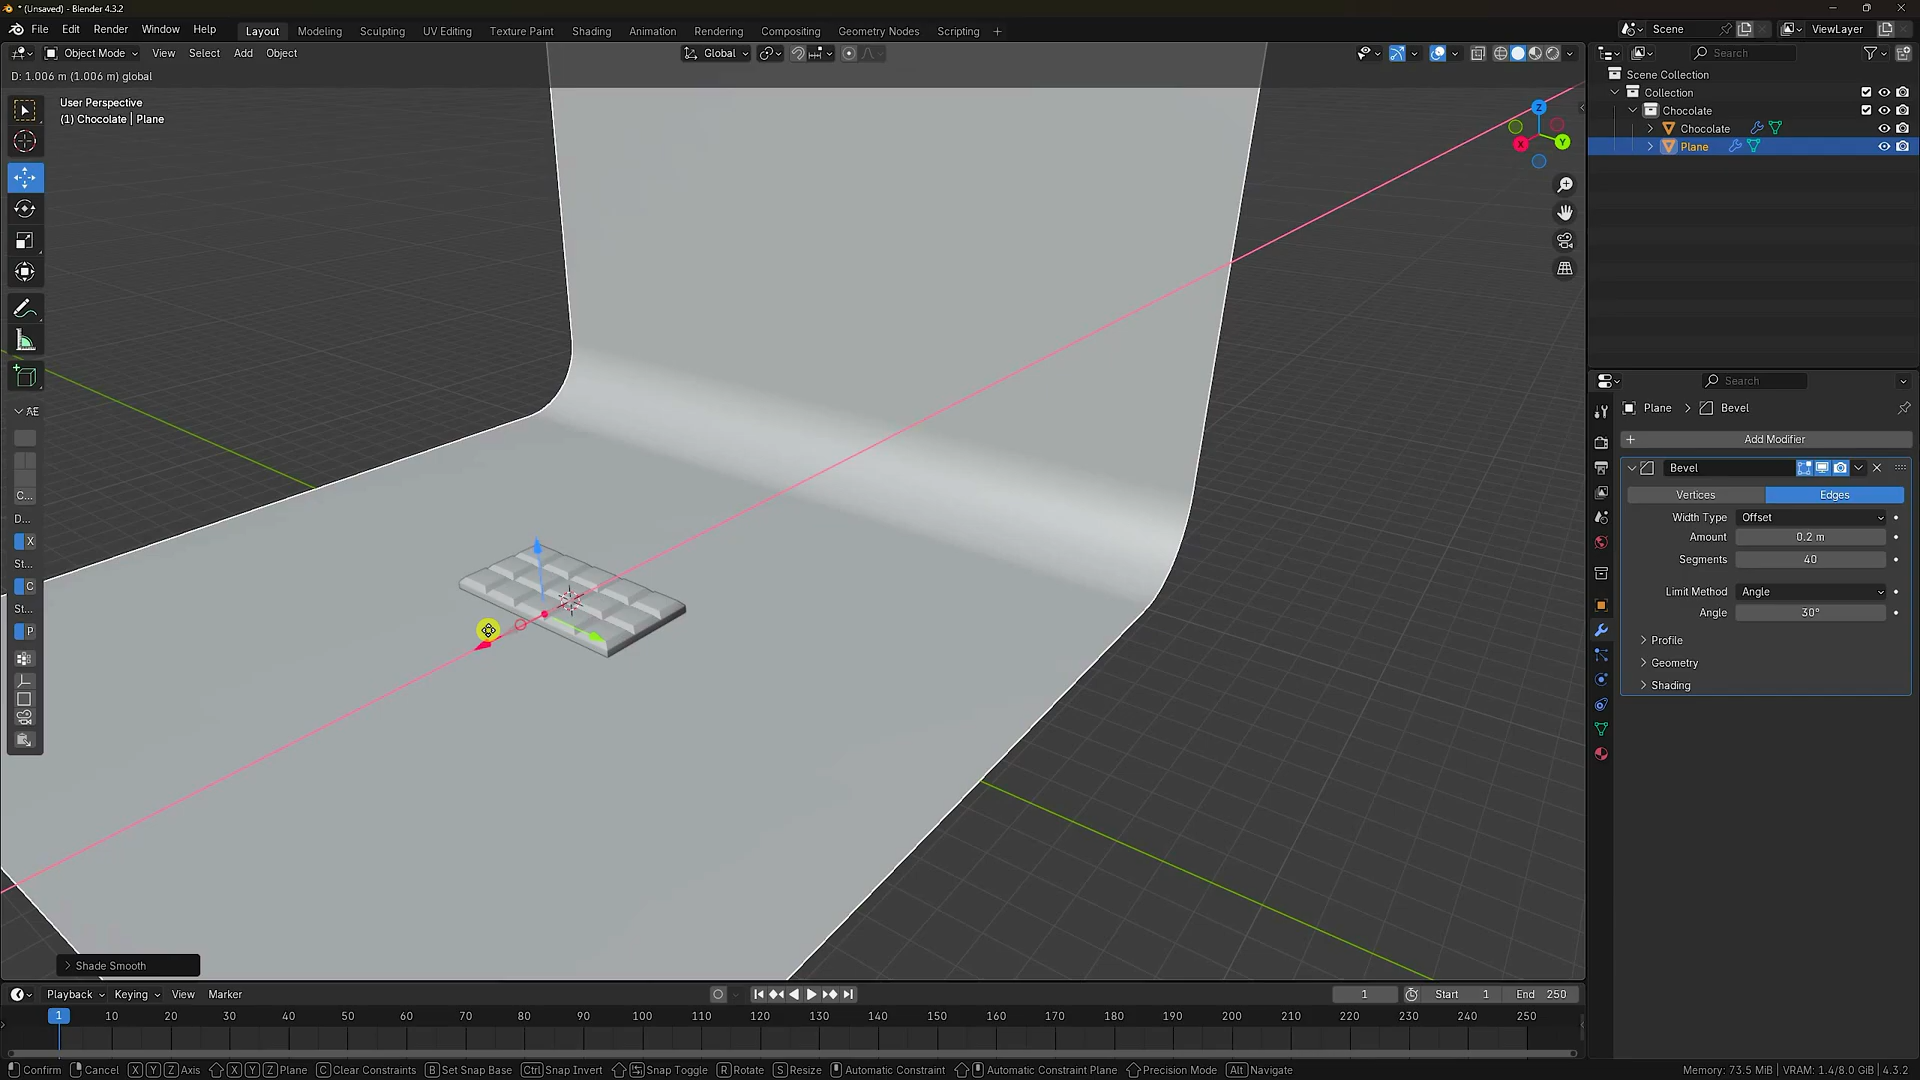 * (Unsaved) - Blender 4.3.2
File Edit Render Window Help
Layout Modeling Sculpting UV Editing Texture Paint Shading Animation Rendering Compositing Geometry Nodes Scripting +
Scene
ViewLayer
Object Mode View Select Add Object
Global
Search
D: 1.006 m (1.006 m) global
User Perspective
(1) Chocolate | Plane
Scene Collection
Collection
Chocolate
Chocolate
Plane
Z
Y
X
Search
Plane > Bevel
+ Add Modifier
Bevel
Vertices Edges
Width Type Offset
Amount 0.2 m
Segments 40
Limit Method Angle
Angle 30°
Profile
Geometry
Shading
Æ
C...
D...
X
St...
C
St...
P
> Shade Smooth
Playback Keying View Marker
1
Start 1
End 250
1 10 20 30 40 50 60 70 80 90 100 110 120 130 140 150 160 170 180 190 200 210 220 230 240 250
Confirm Cancel X Y Z Axis X Y Z Plane C Clear Constraints B Set Snap Base Ctrl Snap Invert Snap Toggle R Rotate S Resize Automatic Constraint Automatic Constraint Plane Precision Mode Alt Navigate
Memory: 73.5 MiB | VRAM: 1.4/8.0 GiB | 4.3.2